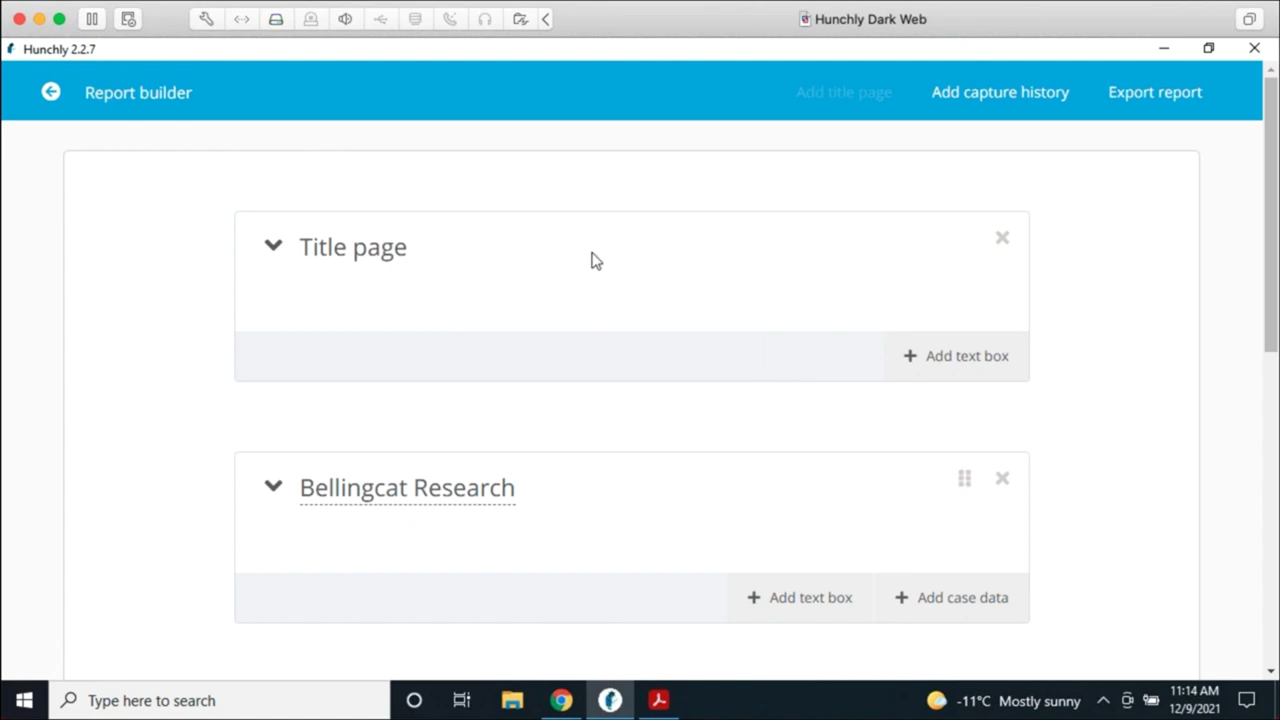 Hunchly Dark Web
Hunchly 2.2.7
Report builder
Add title page
Add capture history
Export report
Title page
Add text box
Bellingcat Research
Add text box
Add case data
Type here to search
-11°C Mostly sunny
11:14 AM
12/9/2021